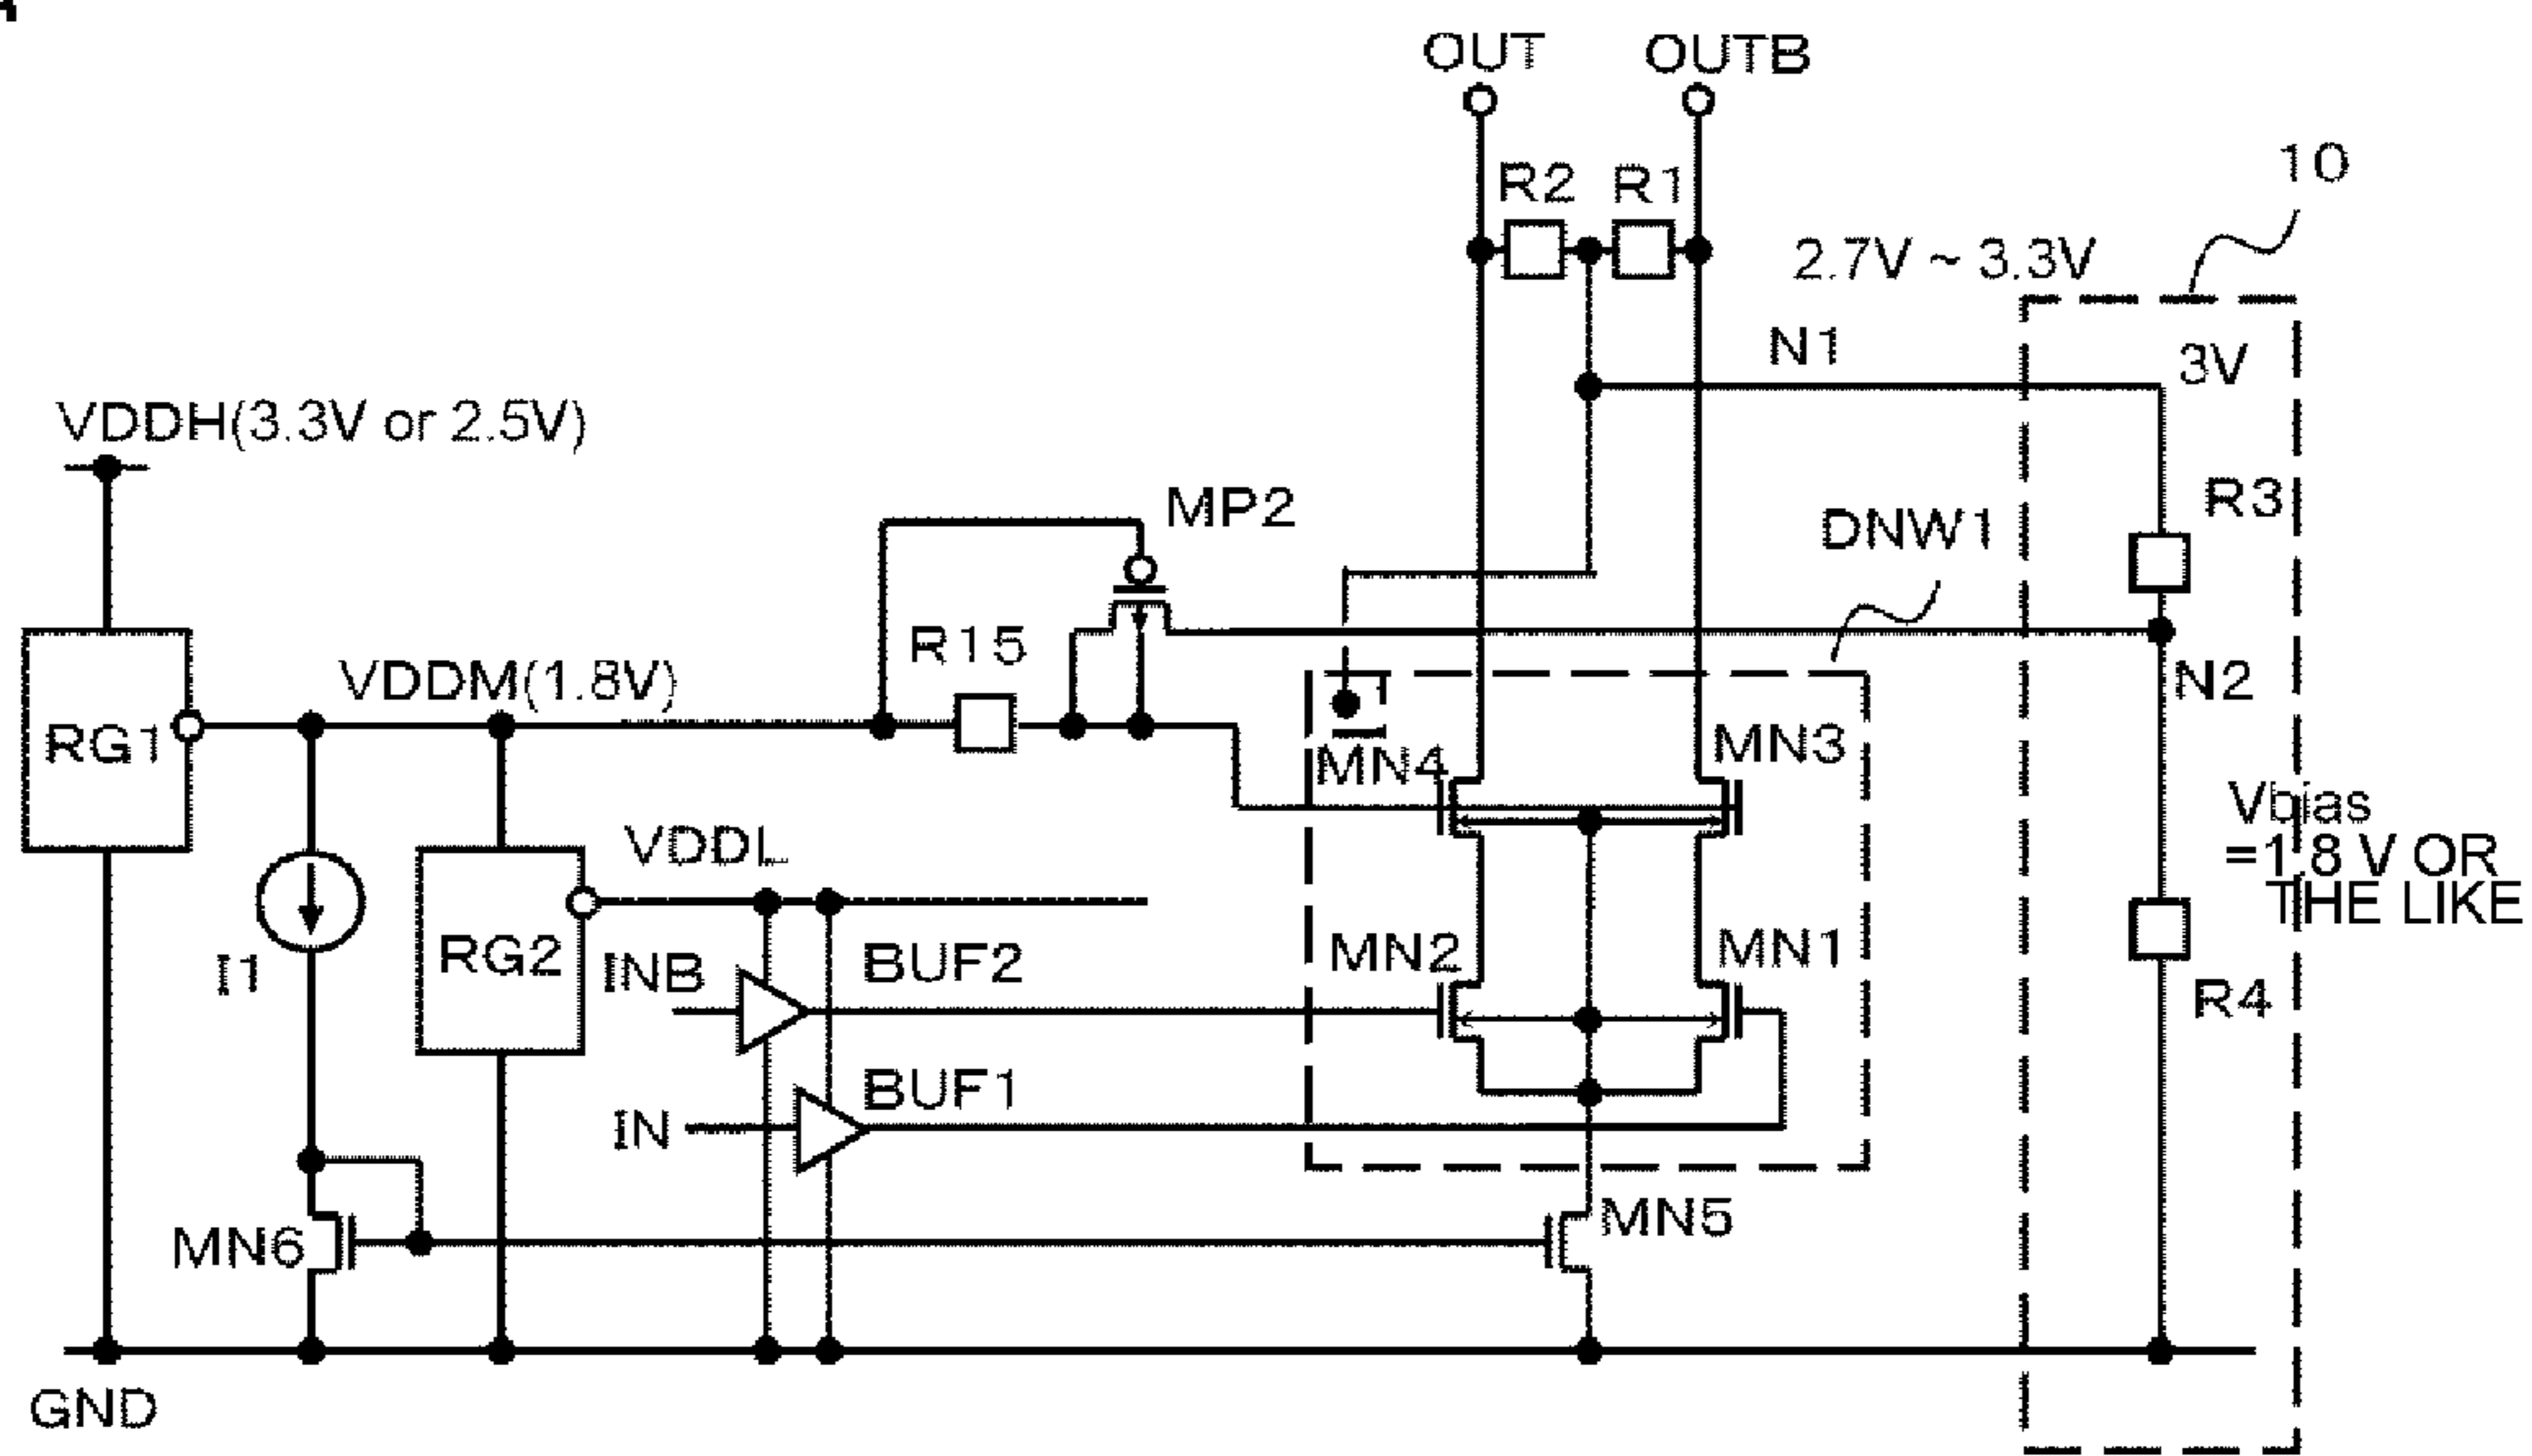 OUT
OUTB
10
R2
R1
2.7V ~ 3.3V
N1
3V
VDDH(3.3V or 2.5V)
MP2
R3
DNW1
R15
VDDM(1.8V)
N2
RG1
MN4
MN3
Vbias
=1.8 V OR
THE LIKE
VDDL
I1
RG2
INB
BUF2
MN2
MN1
R4
BUF1
IN
MN5
MN6
GND